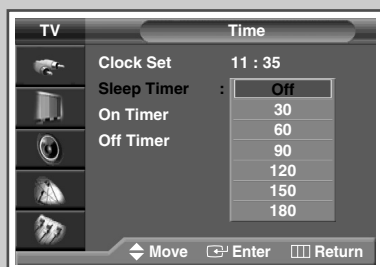 TV Time
Clock Set 11 : 35
Sleep Timer : Off
On Timer 30
60
Off Timer 90
120
150
180
Move Enter Return